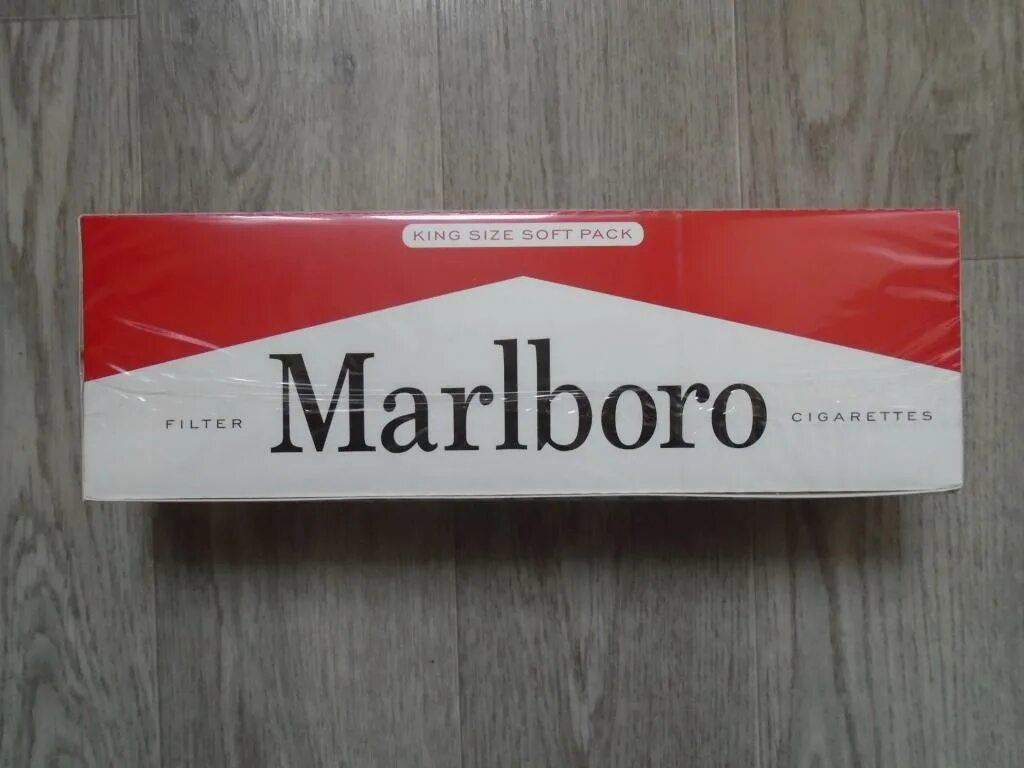 KING SIZE SOFT PACK
FILTER Marlboro CIGARETTES